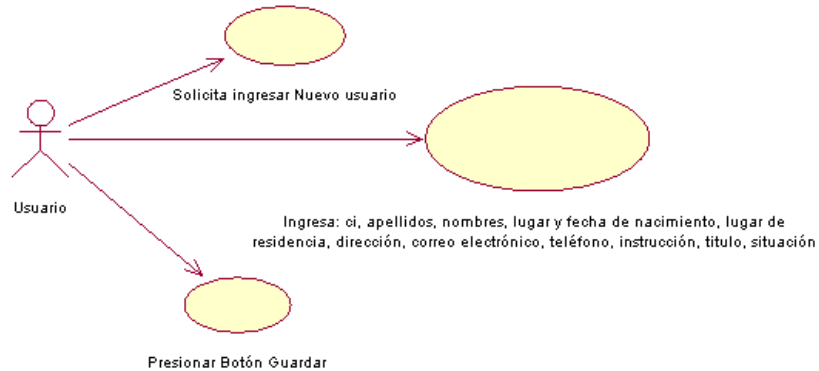 Solicita ingresar Nuevo usuario
Usuario
Ingresa: ci, apellidos, nombres, lugar y fecha de nacimiento, lugar de
residencia, dirección, correo electrónico, teléfono, instrucción, titulo, situación
Presionar Botón Guardar